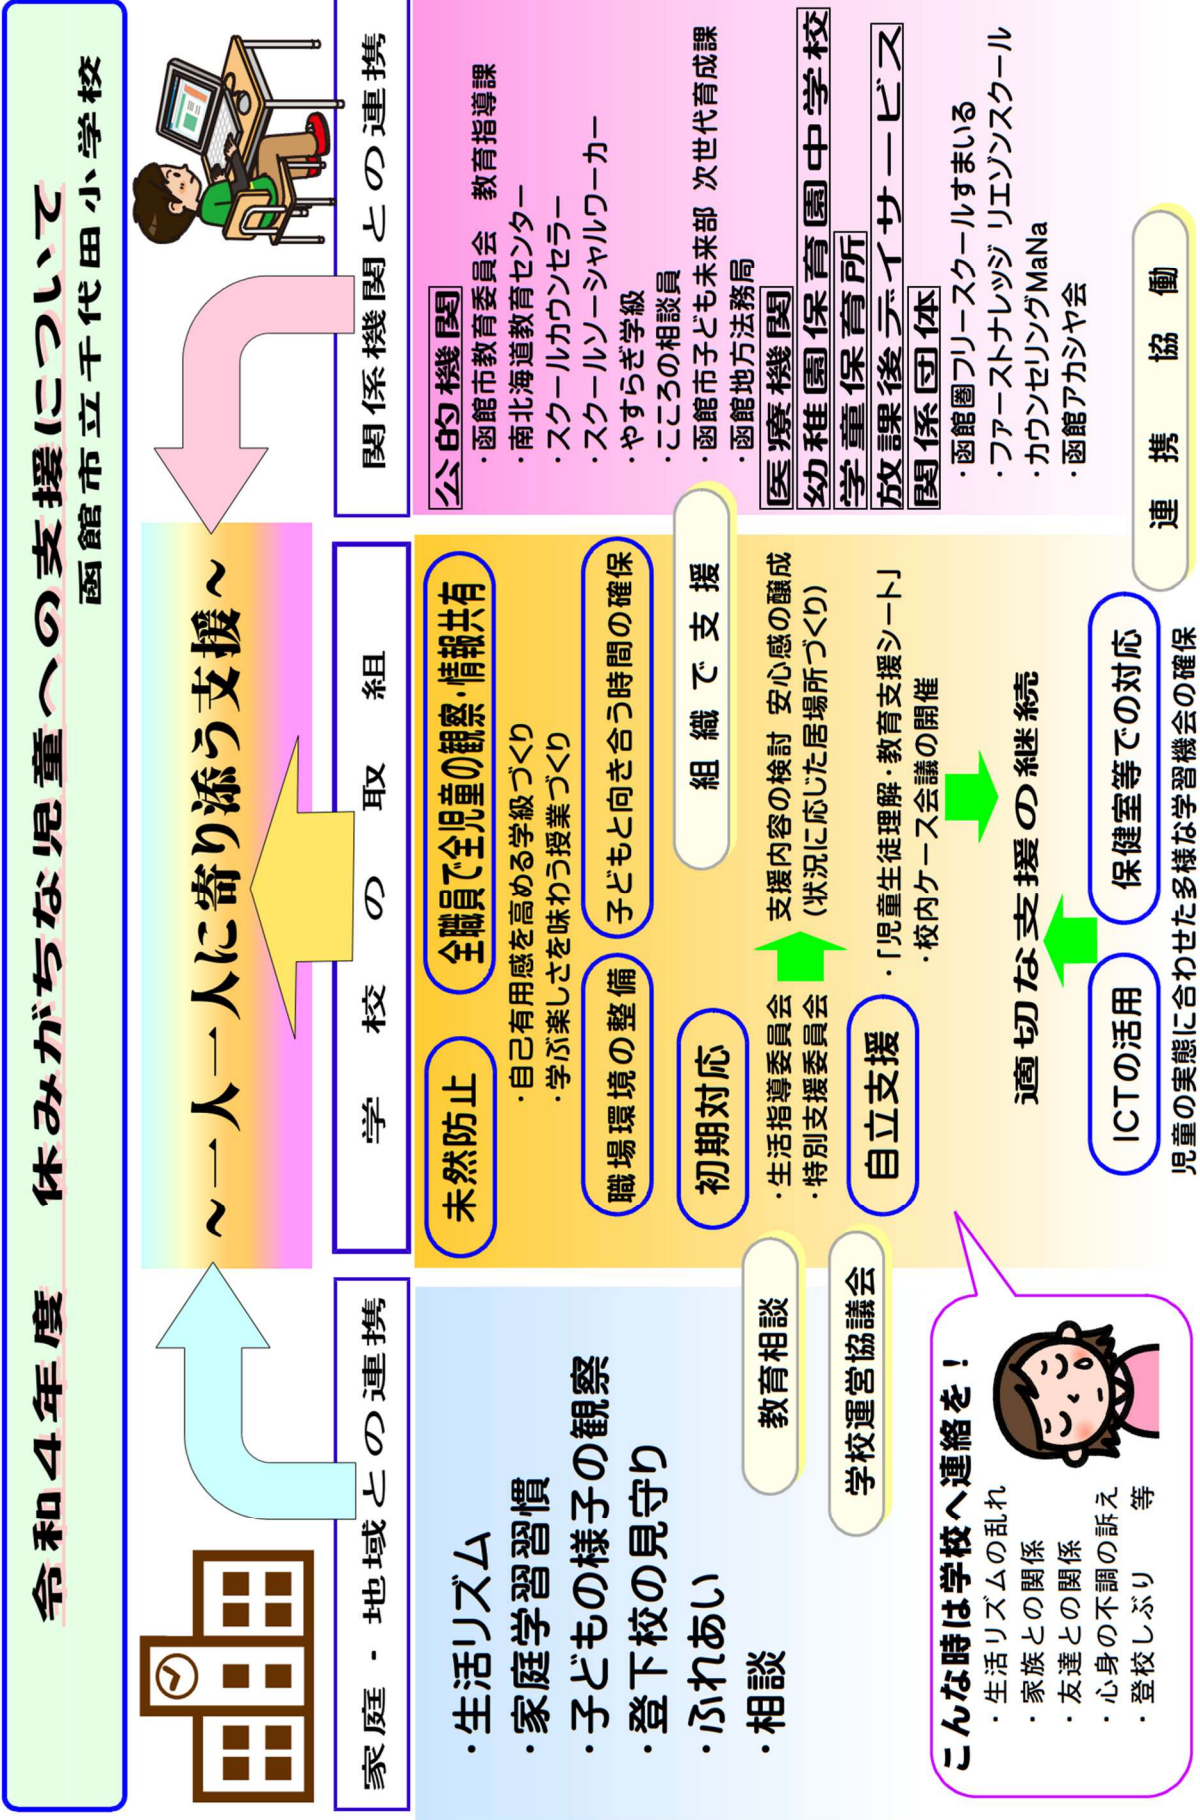 令和4年度　休みがちな児童への支援について
函館市立千代田小学校
～一人一人に寄り添う支援～
家庭・地域との連携
・生活リズム
・家庭学習習慣
・子どもの様子の観察
・登下校の見守り
・ふれあい
・相談
教育相談
学校運営協議会
こんな時は学校へ連絡を！
・生活リズムの乱れ
・家族との関係
・友達との関係
・心身の不調の訴え
・登校しぶり　　等
学校の取組
未然防止
全職員で全児童の観察・情報共有
・自己有用感を高める学級づくり
・学ぶ楽しさを味わう授業づくり
職場環境の整備
子どもと向き合う時間の確保
初期対応
組織で支援
・生活指導委員会
・特別支援委員会
支援内容の検討　安心感の醸成
（状況に応じた居場所づくり）
自立支援
・「児童生徒理解・教育支援シート」
・校内ケース会議の開催
適切な支援の継続
ICTの活用
保健室等での対応
児童の実態に合わせた多様な学習機会の確保
関係機関との連携
公的機関
・函館市教育委員会　教育指導課
・南北海道教育センター
・スクールカウンセラー
・スクールソーシャルワーカー
・やすらぎ学級
・こころの相談員
・函館市子ども未来部 次世代育成課
・函館地方法務局
医療機関
幼稚園保育園中学校
学童保育所
放課後デイサービス
関係団体
・函館圏フリースクールすまいる
・ファーストナレッジ リエゾンスクール
・カウンセリングMaNa
・函館アカシヤ会
連携　協働